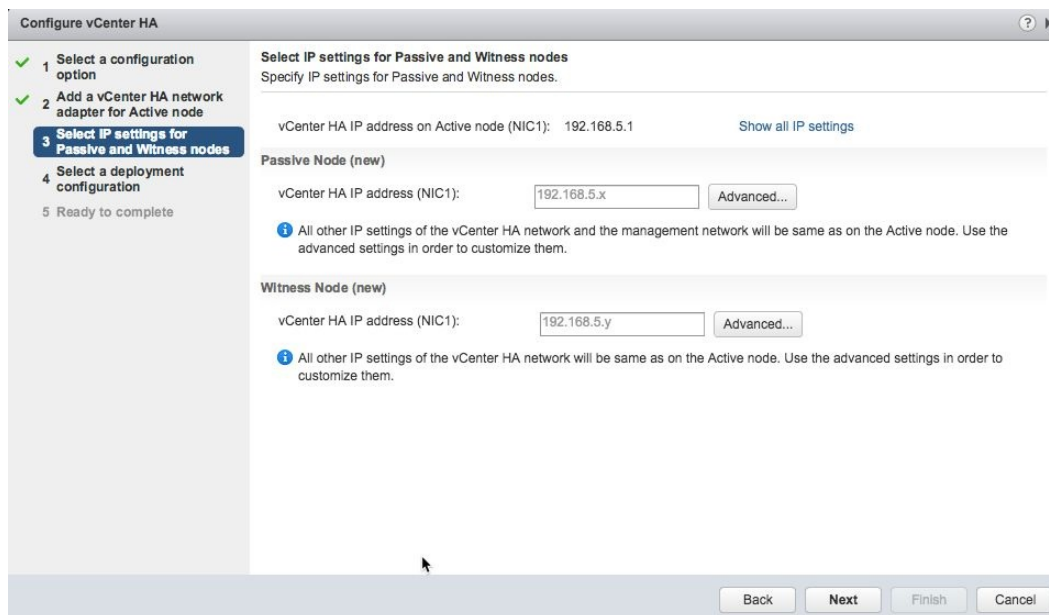 Configure vCenter HA
?
1 Select a configuration
option
2 Add a vCenter HA network
adapter for Active node
3 Select IP settings for
Passive and Witness nodes
4 Select a deployment
configuration
5 Ready to complete
Select IP settings for Passive and Witness nodes
Specify IP settings for Passive and Witness nodes.
vCenter HA IP address on Active node (NIC1): 192.168.5.1 Show all IP settings
Passive Node (new)
vCenter HA IP address (NIC1): 192.168.5.x Advanced...
All other IP settings of the vCenter HA network and the management network will be same as on the Active node. Use the
advanced settings in order to customize them.
Witness Node (new)
vCenter HA IP address (NIC1): 192.168.5.y Advanced...
All other IP settings of the vCenter HA network will be same as on the Active node. Use the advanced settings in order to
customize them.
Back Next Finish Cancel